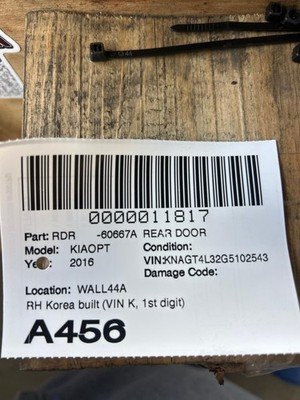 0000011817
Part: RDR -60667A REAR DOOR
Model: KIAOPT Condition:
Year: 2016 VIN:KNAGT4L32G5102543
Damage Code:
Location: WALL44A
RH Korea built (VIN K, 1st digit)
A456